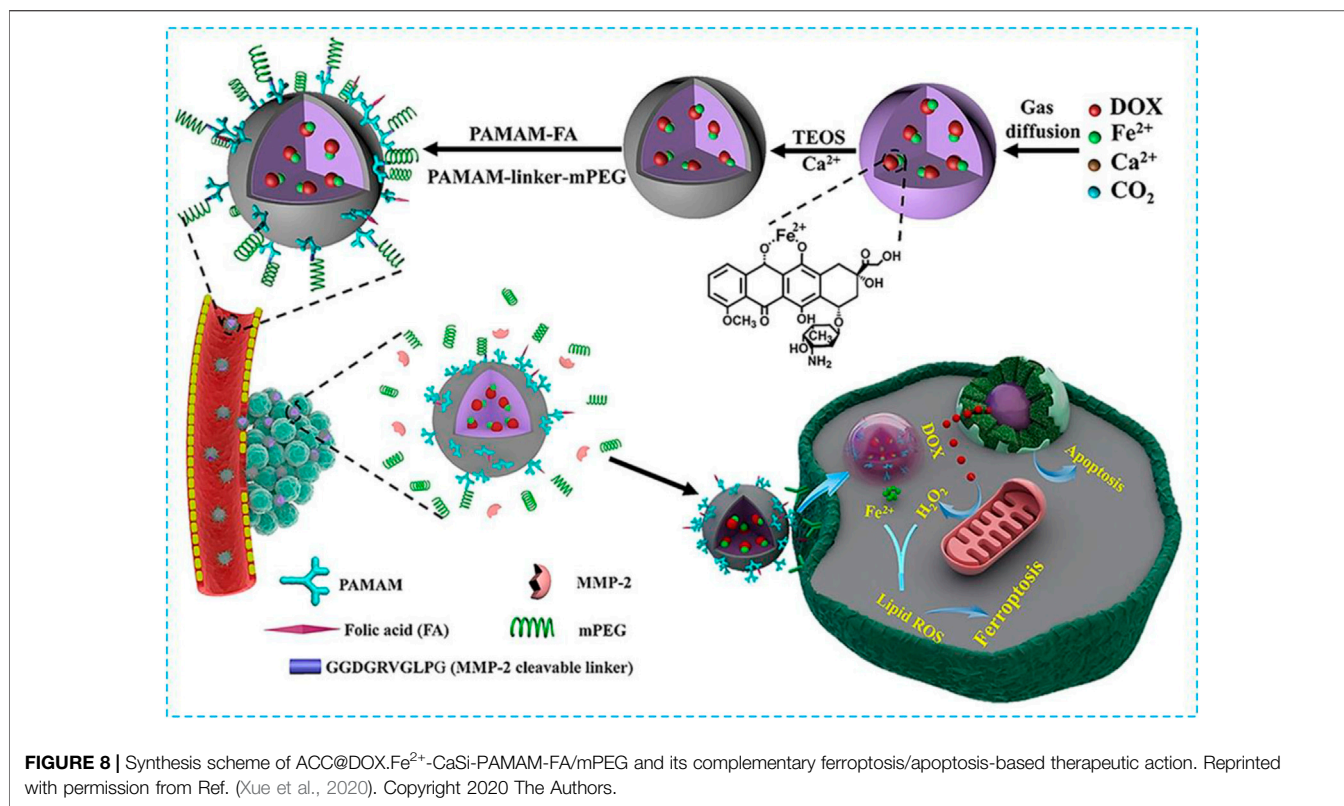 Gas
diffusion
DOX
Fe²⁺
Ca²⁺
CO₂
TEOS
Ca²⁺
PAMAM-FA
PAMAM-linker-mPEG
Fe²⁺
O
O
O
OH
OH
OCH₃
O
OH
O
CH₃
HO
NH₂
DOX
Apoptosis
Fe²⁺
H₂O₂
Lipid ROS
Ferroptosis
PAMAM
MMP-2
Folic acid (FA)
mPEG
GGDGRVGLPG (MMP-2 cleavable linker)
FIGURE 8 | Synthesis scheme of ACC@DOX.Fe²⁺-CaSi-PAMAM-FA/mPEG and its complementary ferroptosis/apoptosis-based therapeutic action. Reprinted
with permission from Ref. (Xue et al., 2020). Copyright 2020 The Authors.